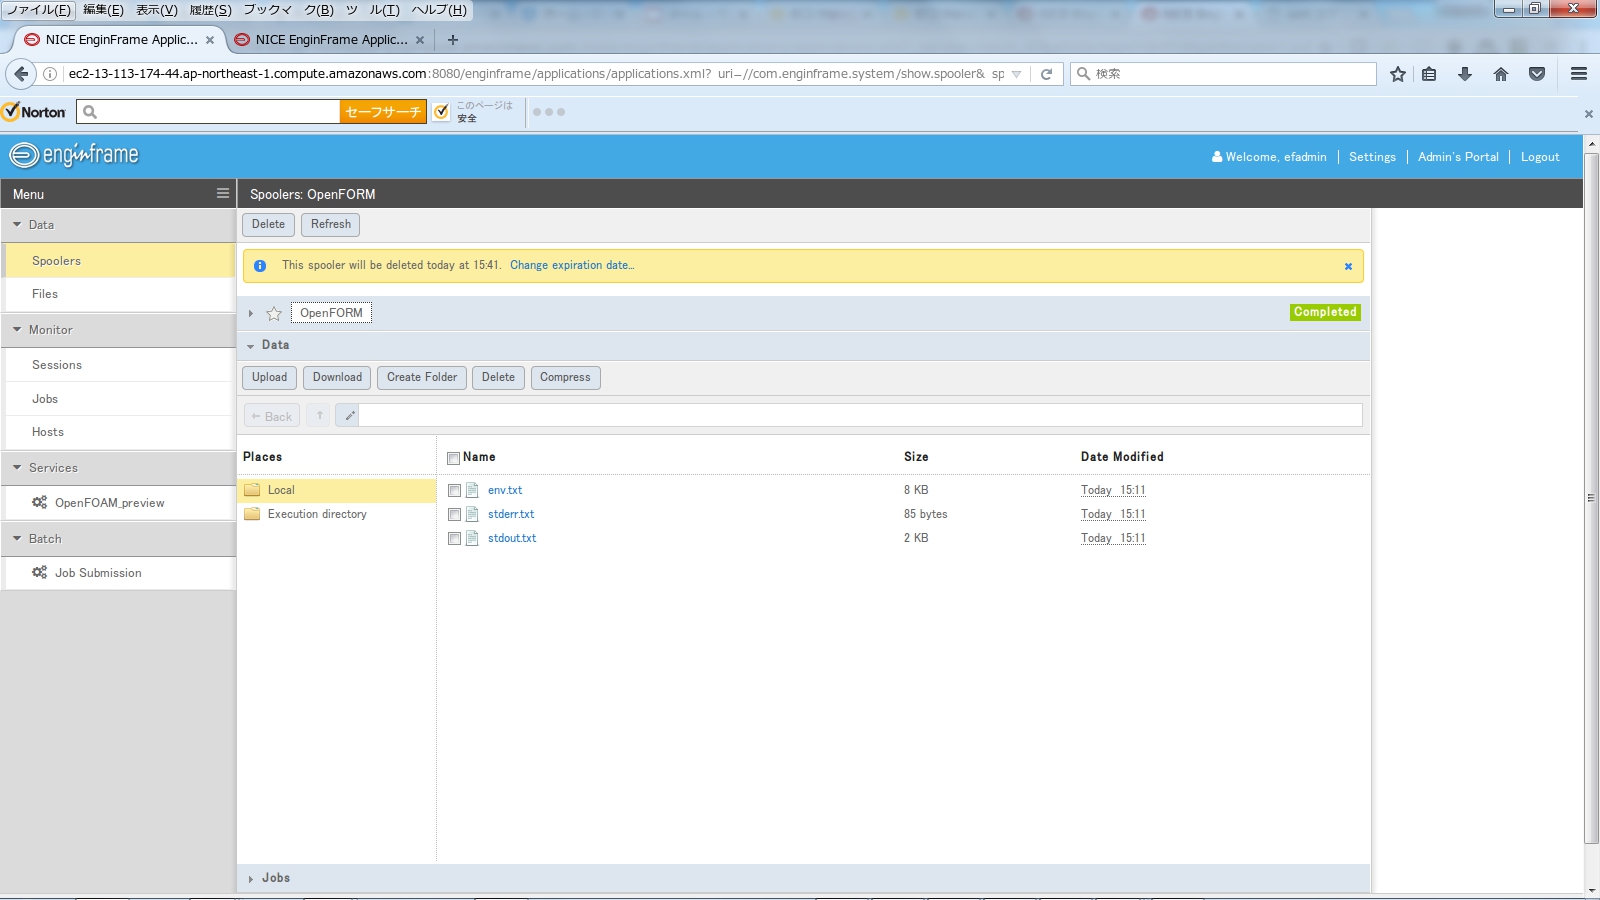 ファイル(F) 編集(E) 表示(V) 履歴(S) ブックマ ク(B) ツ ル(T) ヘルプ(H)
NICE EnginFrame Applic... × NICE EnginFrame Applic... × +
ec2-13-113-174-44.ap-northeast-1.compute.amazonaws.com:8080/enginframe/applications/applications.xml?_uri=//com.enginframe.system/show.spooler&_sp 検索
Norton セーフサーチ このページは
安全
enginframe Welcome, efadmin Settings Admin's Portal Logout
Menu Spoolers: OpenFORM
Data
Delete Refresh
Spoolers
This spooler will be deleted today at 15:41. Change expiration date...
Files
OpenFORM Completed
Monitor
Data
Sessions
Upload Download Create Folder Delete Compress
Jobs
Back
Hosts
Places Name Size Date Modified
Services
Local env.txt 8 KB Today 15:11
OpenFOAM_preview
Execution directory stderr.txt 85 bytes Today 15:11
Batch
stdout.txt 2 KB Today 15:11
Job Submission
Jobs